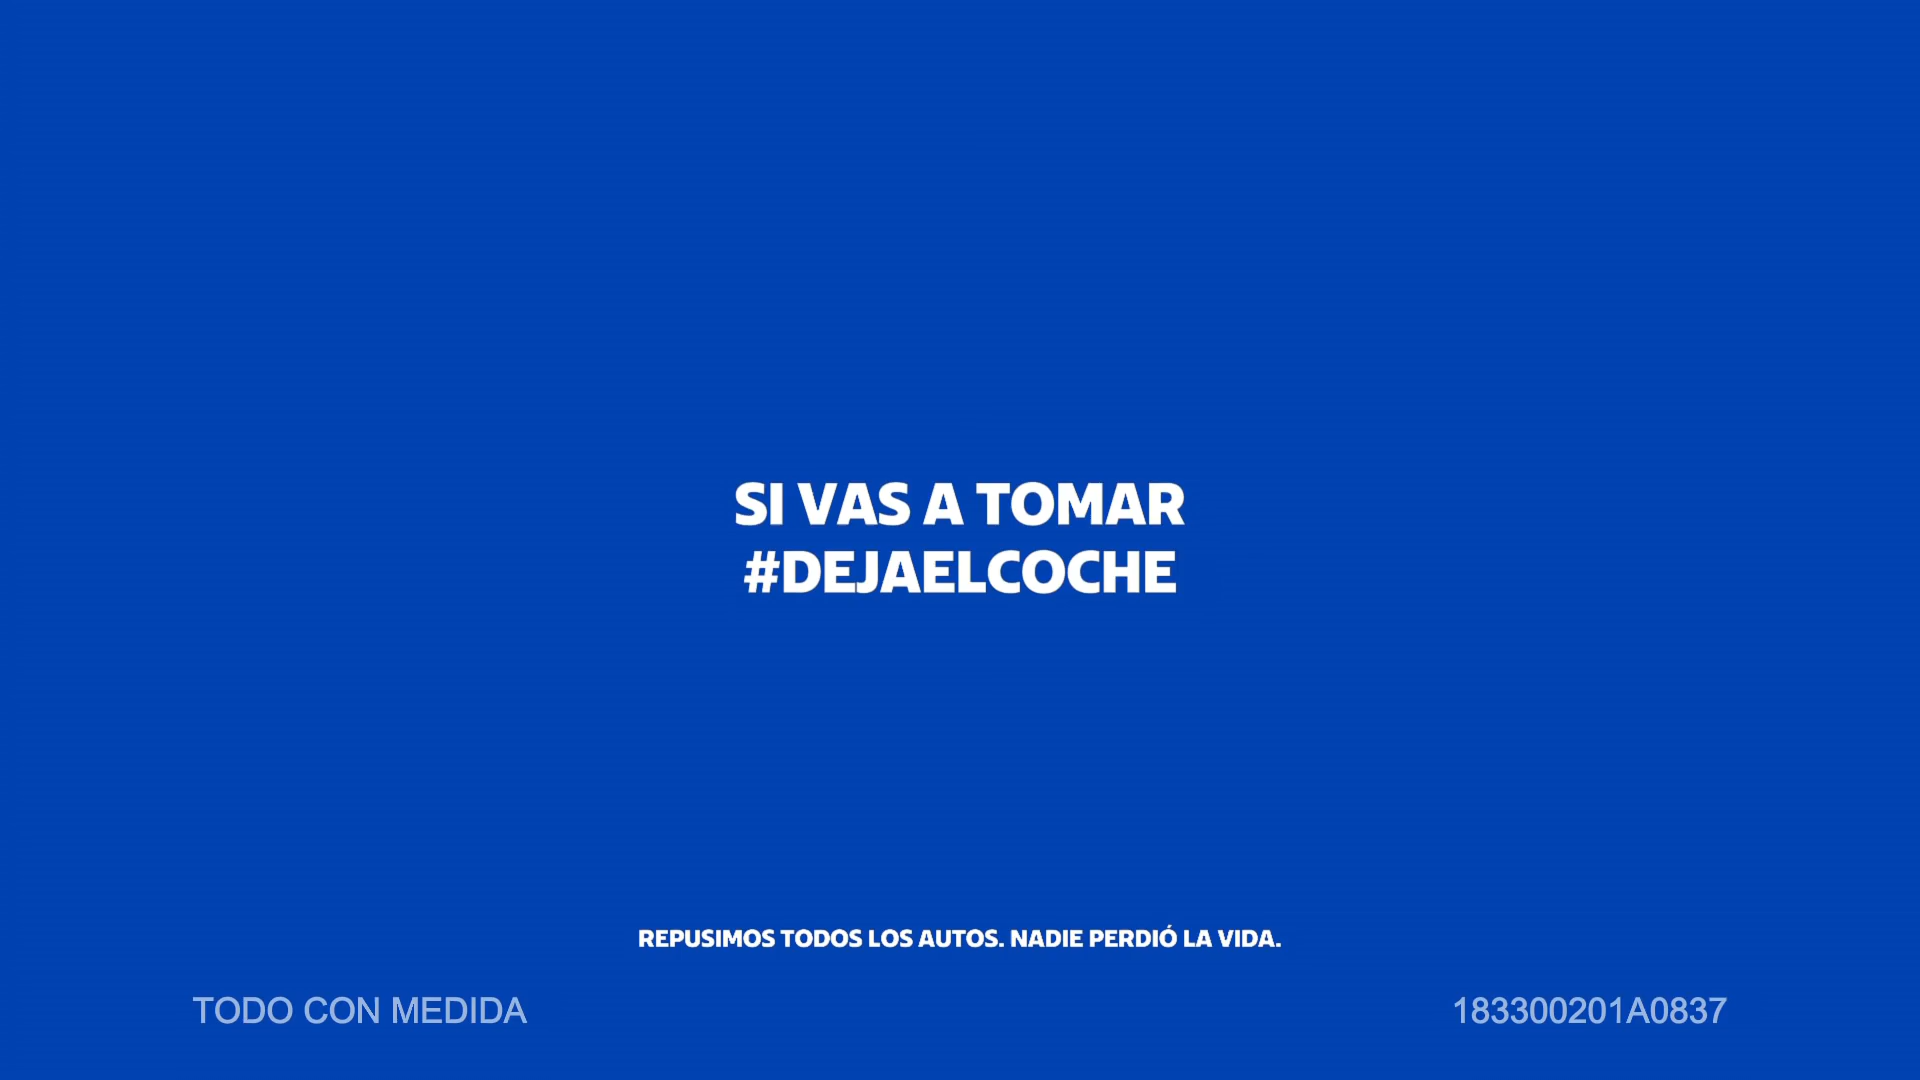 SI VAS A TOMAR
#DEJAELCOCHE
REPUSIMOS TODOS LOS AUTOS. NADIE PERDIÓ LA VIDA.
TODO CON MEDIDA
183300201A0837